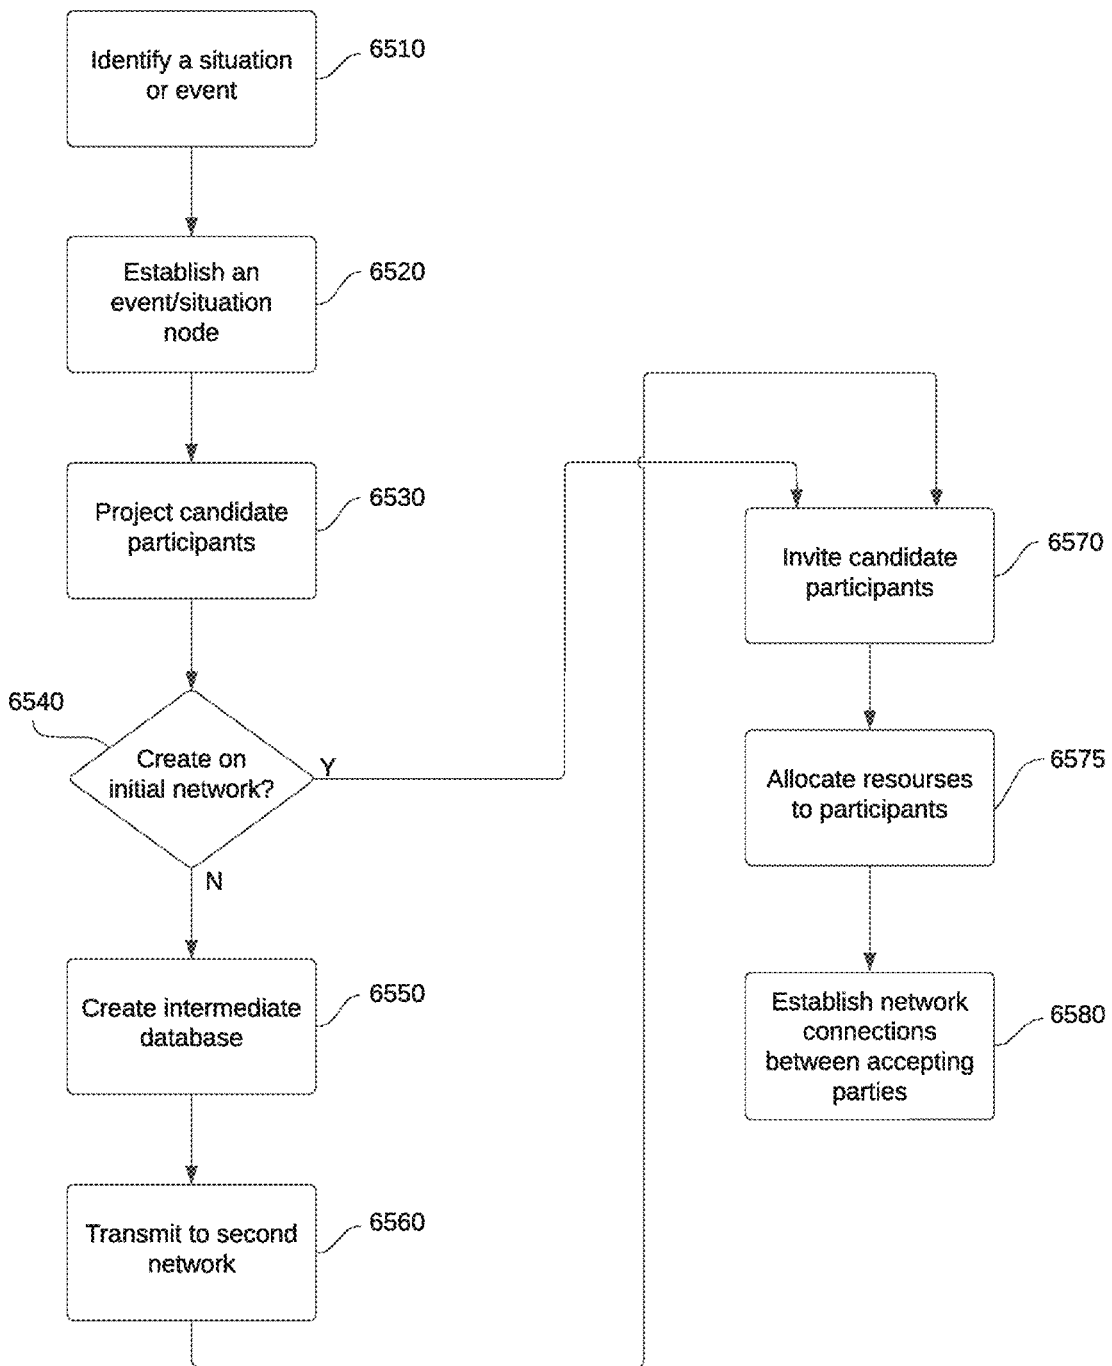 Identify a situation
or event
6510
Establish an
event/situation
node
6520
Project candidate
participants
6530
6540
Create on
initial network?
Y
N
Create intermediate
database
6550
Transmit to second
network
6560
Invite candidate
participants
6570
Allocate resourses
to participants
6575
Establish network
connections
between accepting
parties
6580